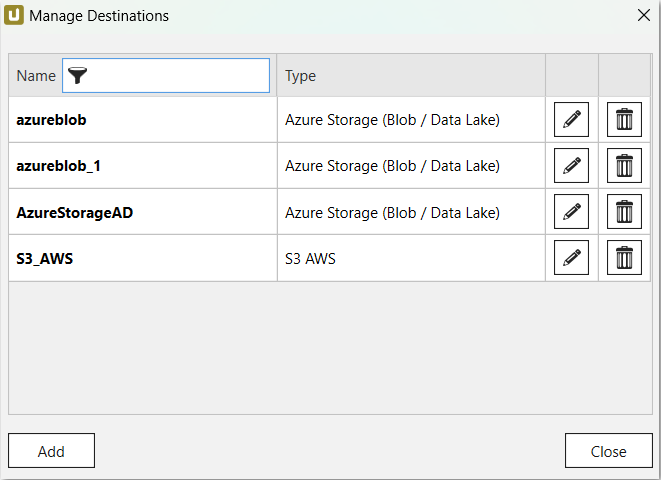 Manage Destinations
Name Type
azureblob Azure Storage (Blob / Data Lake)
azureblob_1 Azure Storage (Blob / Data Lake)
AzureStorageAD Azure Storage (Blob / Data Lake)
S3_AWS S3 AWS
Add Close